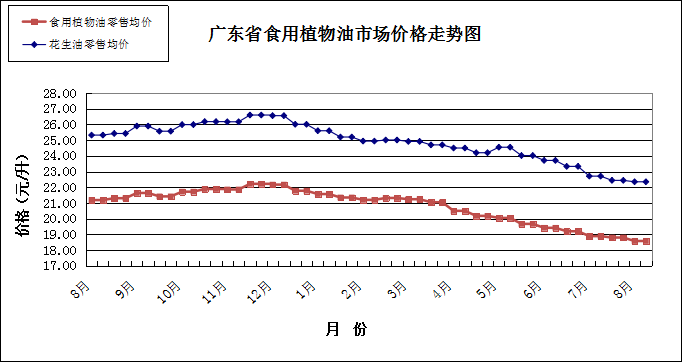 食用植物油零售均价
花生油零售均价
广东省食用植物油市场价格走势图
28.00
27.00
26.00
25.00
24.00
23.00
22.00
21.00
20.00
19.00
18.00
17.00
价格（元/升）
8月 9月 10月 11月 12月 1月 2月 3月 4月 5月 6月 7月 8月
月 份